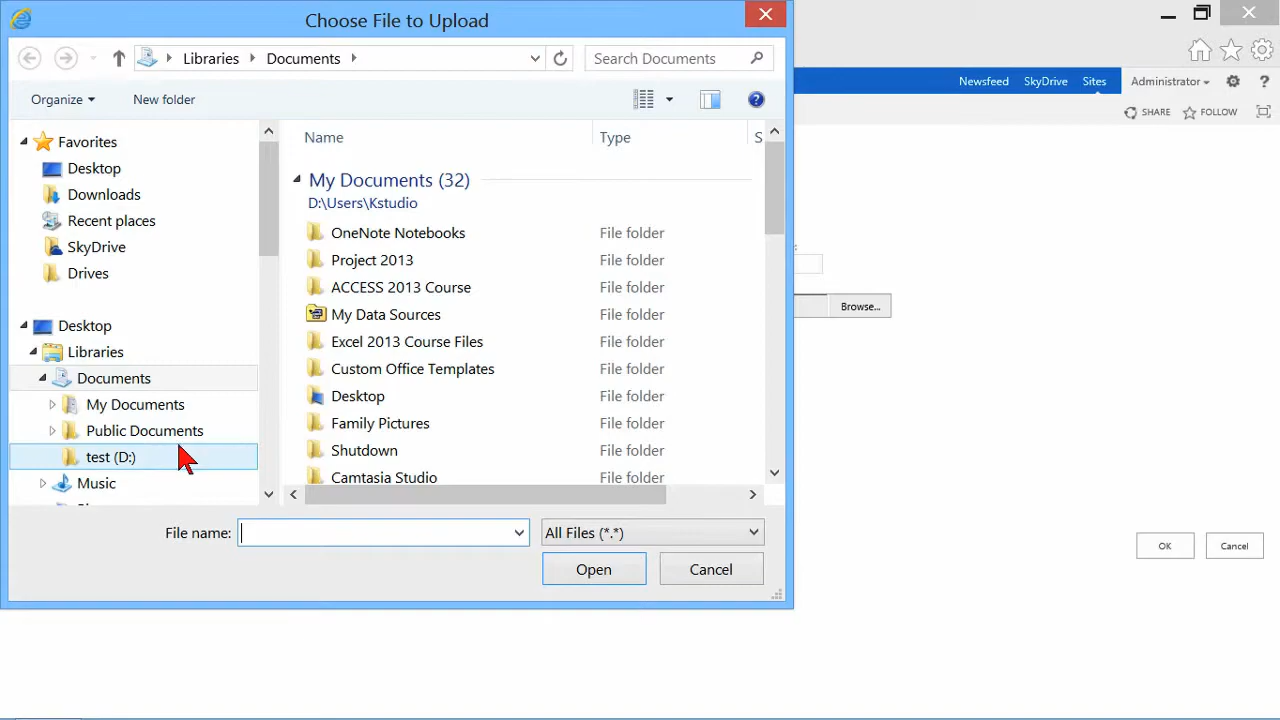 Choose File to Upload
Libraries
Documents
Search Documents
Newsfeed
SkyDrive
Sites
Administrator
?
Organize
New folder
?
SHARE
FOLLOW
Name
Type
S
Favorites
Desktop
Downloads
Recent places
SkyDrive
Drives
Desktop
Libraries
Documents
My Documents
Public Documents
test (D:)
Music
My Documents (32)
D:\Users\Kstudio
OneNote Notebooks File folder
Project 2013 File folder
ACCESS 2013 Course File folder
My Data Sources File folder
Excel 2013 Course Files File folder
Custom Office Templates File folder
Desktop File folder
Family Pictures File folder
Shutdown File folder
Camtasia Studio File folder
Browse...
File name:
All Files (*.*)
Open
Cancel
OK
Cancel